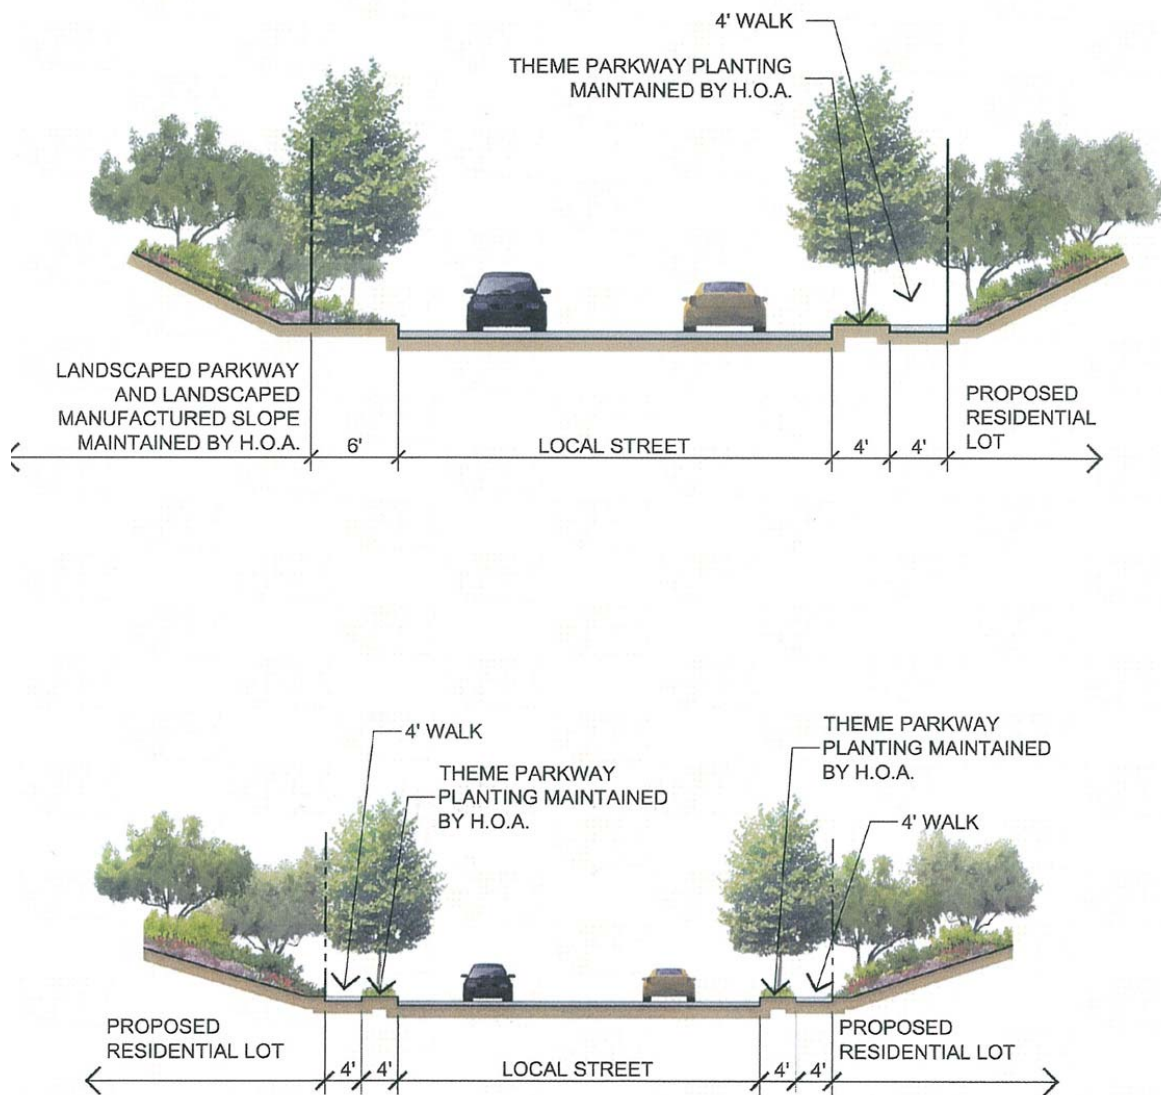 4' WALK
THEME PARKWAY PLANTING
MAINTAINED BY H.O.A.
LANDSCAPED PARKWAY
AND LANDSCAPED
MANUFACTURED SLOPE
MAINTAINED BY H.O.A.
6'
LOCAL STREET
4'
4'
PROPOSED
RESIDENTIAL
LOT
4' WALK
THEME PARKWAY
PLANTING MAINTAINED
BY H.O.A.
THEME PARKWAY
PLANTING MAINTAINED
BY H.O.A.
4' WALK
PROPOSED
RESIDENTIAL LOT
4'
4'
LOCAL STREET
4'
4'
PROPOSED
RESIDENTIAL LOT